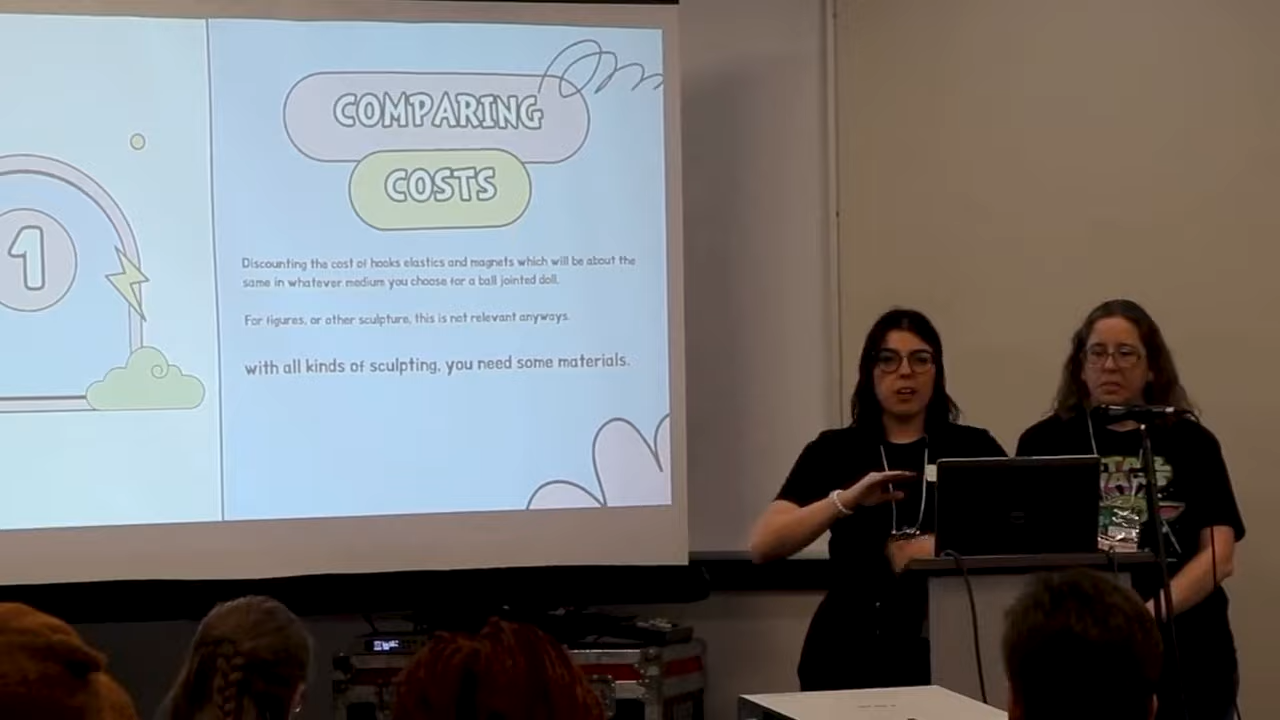 1
COMPARING
COSTS
Discounting the cost of hooks elastics and magnets which will be about the
same in whatever medium you choose for a ball jointed doll.
For figures, or other sculpture, this is not relevant anyways.
with all kinds of sculpting, you need some materials.
STAR
WARS